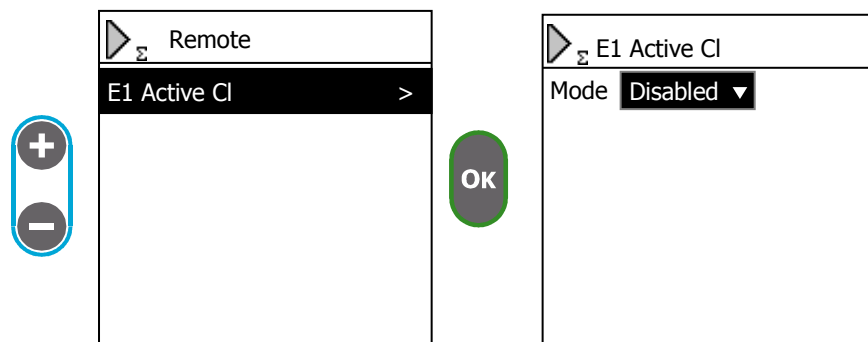 Σ Remote
E1 Active Cl >
OK
Σ E1 Active Cl
Mode Disabled ▼